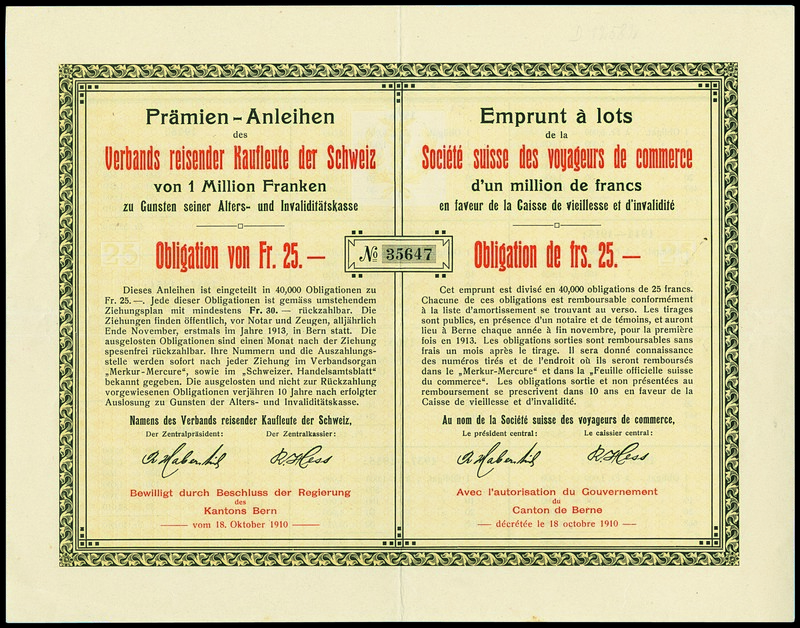 Prämien-Anleihen
des
Verbands reisender Kaufleute der Schweiz
von 1 Million Franken
zu Gunsten seiner Alters- und Invaliditätskasse
Obligation von Fr. 25. —
Dieses Anleihen ist eingeteilt in 40,000 Obligationen zu
Fr. 25.—. Jede dieser Obligationen ist gemäss umstehendem
Ziehungsplan mit mindestens Fr. 30.— rückzahlbar. Die
Ziehungen finden öffentlich, vor Notar und Zeugen, alljährlich
Ende November, erstmals im Jahre 1913, in Bern statt. Die
ausgelosten Obligationen sind einen Monat nach der Ziehung
spesenfrei rückzahlbar. Ihre Nummern und die Auszahlungs-
stelle werden sofort nach jeder Ziehung im Verbandsorgan
„Merkur-Mercure“, sowie im „Schweizer. Handelsamtsblatt“
bekannt gegeben. Die ausgelosten und nicht zur Rückzahlung
vorgewiesenen Obligationen verjähren 10 Jahre nach erfolgter
Auslosung zu Gunsten der Alters- und Invaliditätskasse.
Namens des Verbands reisender Kaufleute der Schweiz,
Der Zentralpräsident: Der Zentralkassier:
R. Hess
Bewilligt durch Beschluss der Regierung
des
Kantons Bern
— vom 18. Oktober 1910 —
№ 35647
Emprunt à lots
de la
Société suisse des voyageurs de commerce
d'un million de francs
en faveur de la Caisse de vieillesse et d'invalidité
Obligation de frs. 25. —
Cet emprunt est divisé en 40,000 obligations de 25 francs.
Chacune de ces obligations est remboursable conformément
à la liste d'amortissement se trouvant au verso. Les tirages
sont publics, en présence d'un notaire et de témoins, et auront
lieu à Berne chaque année à fin novembre, pour la première
fois en 1913. Les obligations sorties sont remboursables sans
frais un mois après le tirage. Il sera donné connaissance
des numéros tirés et de l'endroit où ils seront remboursés
dans le „Merkur-Mercure“ et dans la „Feuille officielle suisse
du commerce“. Les obligations sortie et non présentées au
remboursement se prescrivent dans 10 ans en faveur de la
Caisse de vieillesse et d'invalidité.
Au nom de la Société suisse des voyageurs de commerce,
Le président central: Le caissier central:
R. Hess
Avec l'autorisation du Gouvernement
du
Canton de Berne
— décrétée le 18 octobre 1910 —